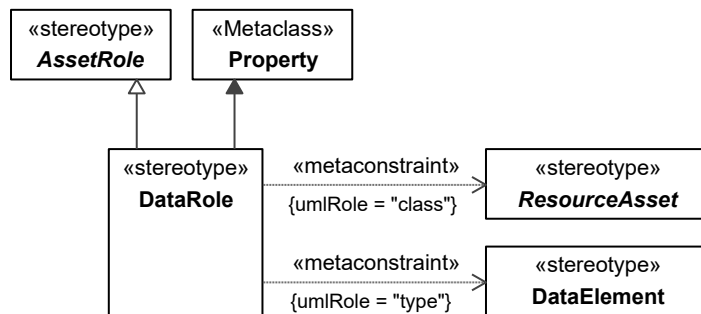 «stereotype»
AssetRole
«Metaclass»
Property
«stereotype»
DataRole
«metaconstraint»
{umlRole = "class"}
«stereotype»
ResourceAsset
«metaconstraint»
{umlRole = "type"}
«stereotype»
DataElement